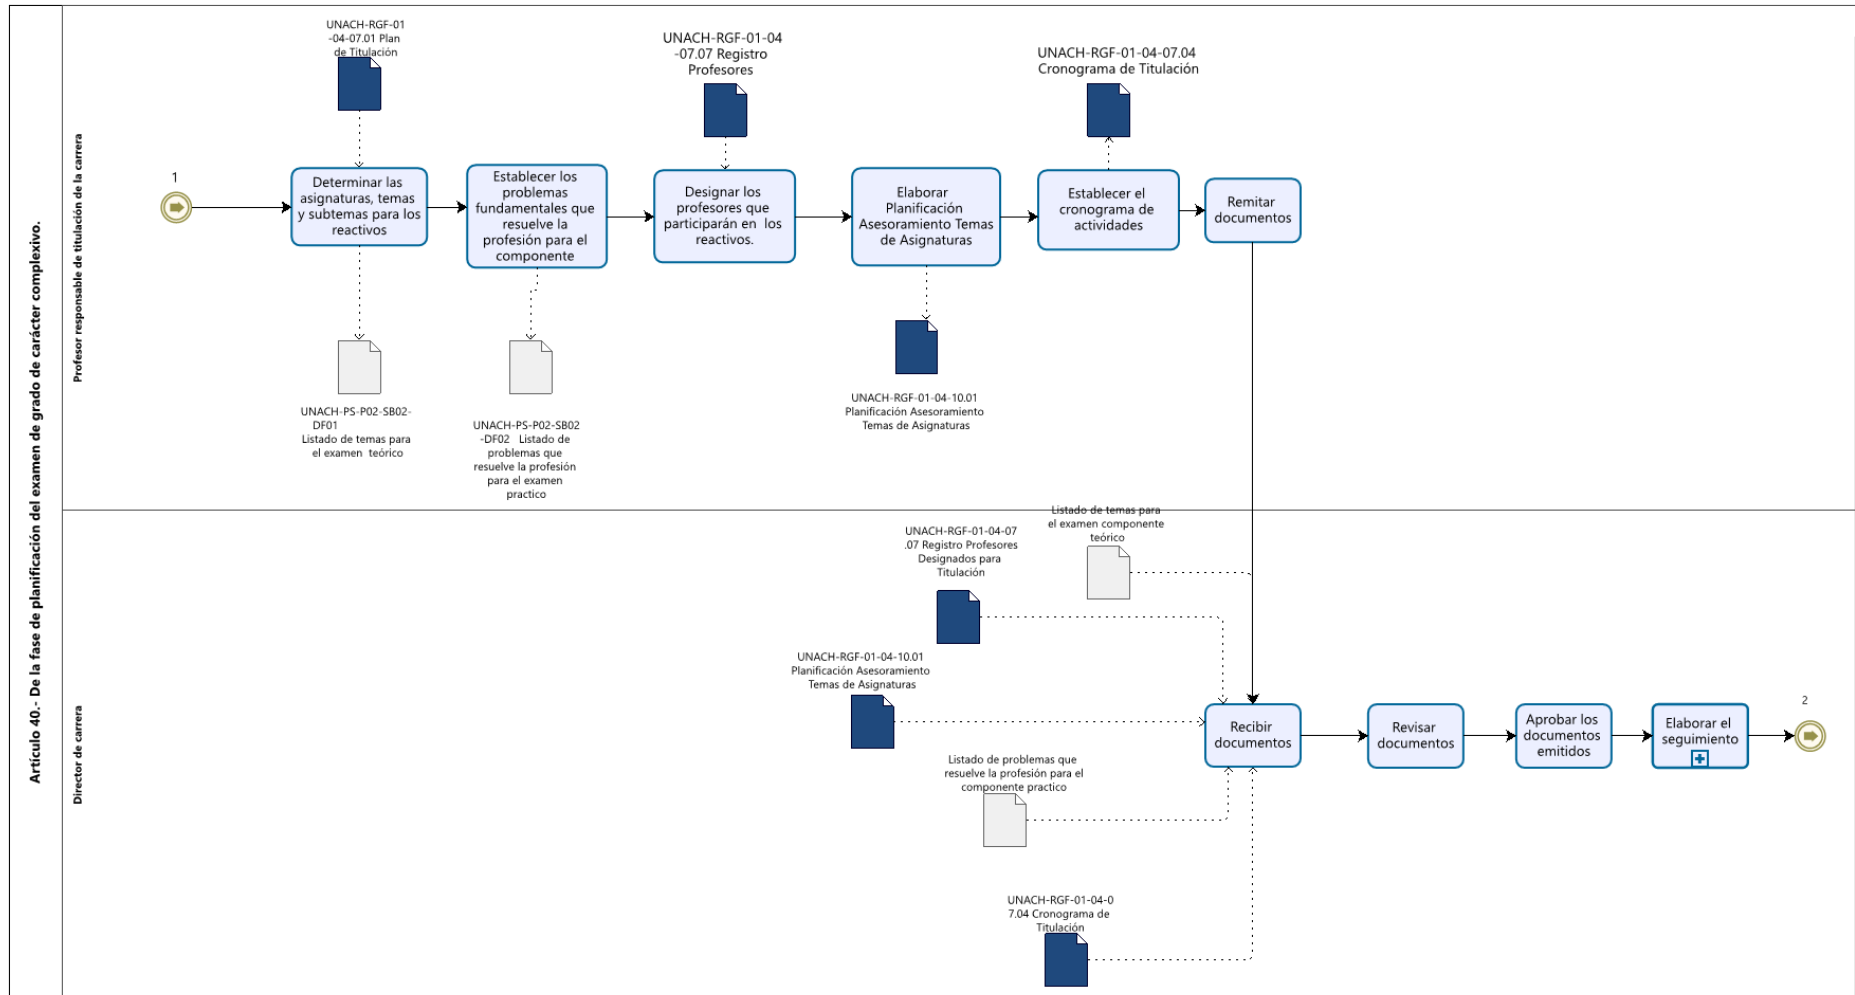 Artículo 40.- De la fase de planificación del examen de grado de carácter complexivo.
Profesor responsable de titulación de la carrera
UNACH-RGF-01
-04-07.01 Plan
de Titulación
UNACH-RGF-01-04
-07.07 Registro
Profesores
UNACH-RGF-01-04-07.04
Cronograma de Titulación
1
Determinar las
asignaturas, temas
y subtemas para los
reactivos
Establecer los
problemas
fundamentales que
resuelve la
profesión para el
componente
Designar los
profesores que
participarán en los
reactivos.
Elaborar
Planificación
Asesoramiento Temas
de Asignaturas
Establecer el
cronograma de
actividades
Remitar
documentos
UNACH-PS-P02-SB02-
DF01
Listado de temas para
el examen teórico
UNACH-PS-P02-SB02
-DF02 Listado de
problemas que
resuelve la profesión
para el examen
practico
UNACH-RGF-01-04-10.01
Planificación Asesoramiento
Temas de Asignaturas
Director de carrera
Listado de temas para
el examen componente
teórico
UNACH-RGF-01-04-07
.07 Registro Profesores
Designados para
Titulación
UNACH-RGF-01-04-10.01
Planificación Asesoramiento
Temas de Asignaturas
Listado de problemas que
resuelve la profesión para el
componente practico
UNACH-RGF-01-04-0
7.04 Cronograma de
Titulación
Recibir
documentos
Revisar
documentos
Aprobar los
documentos
emitidos
Elaborar el
seguimiento
2